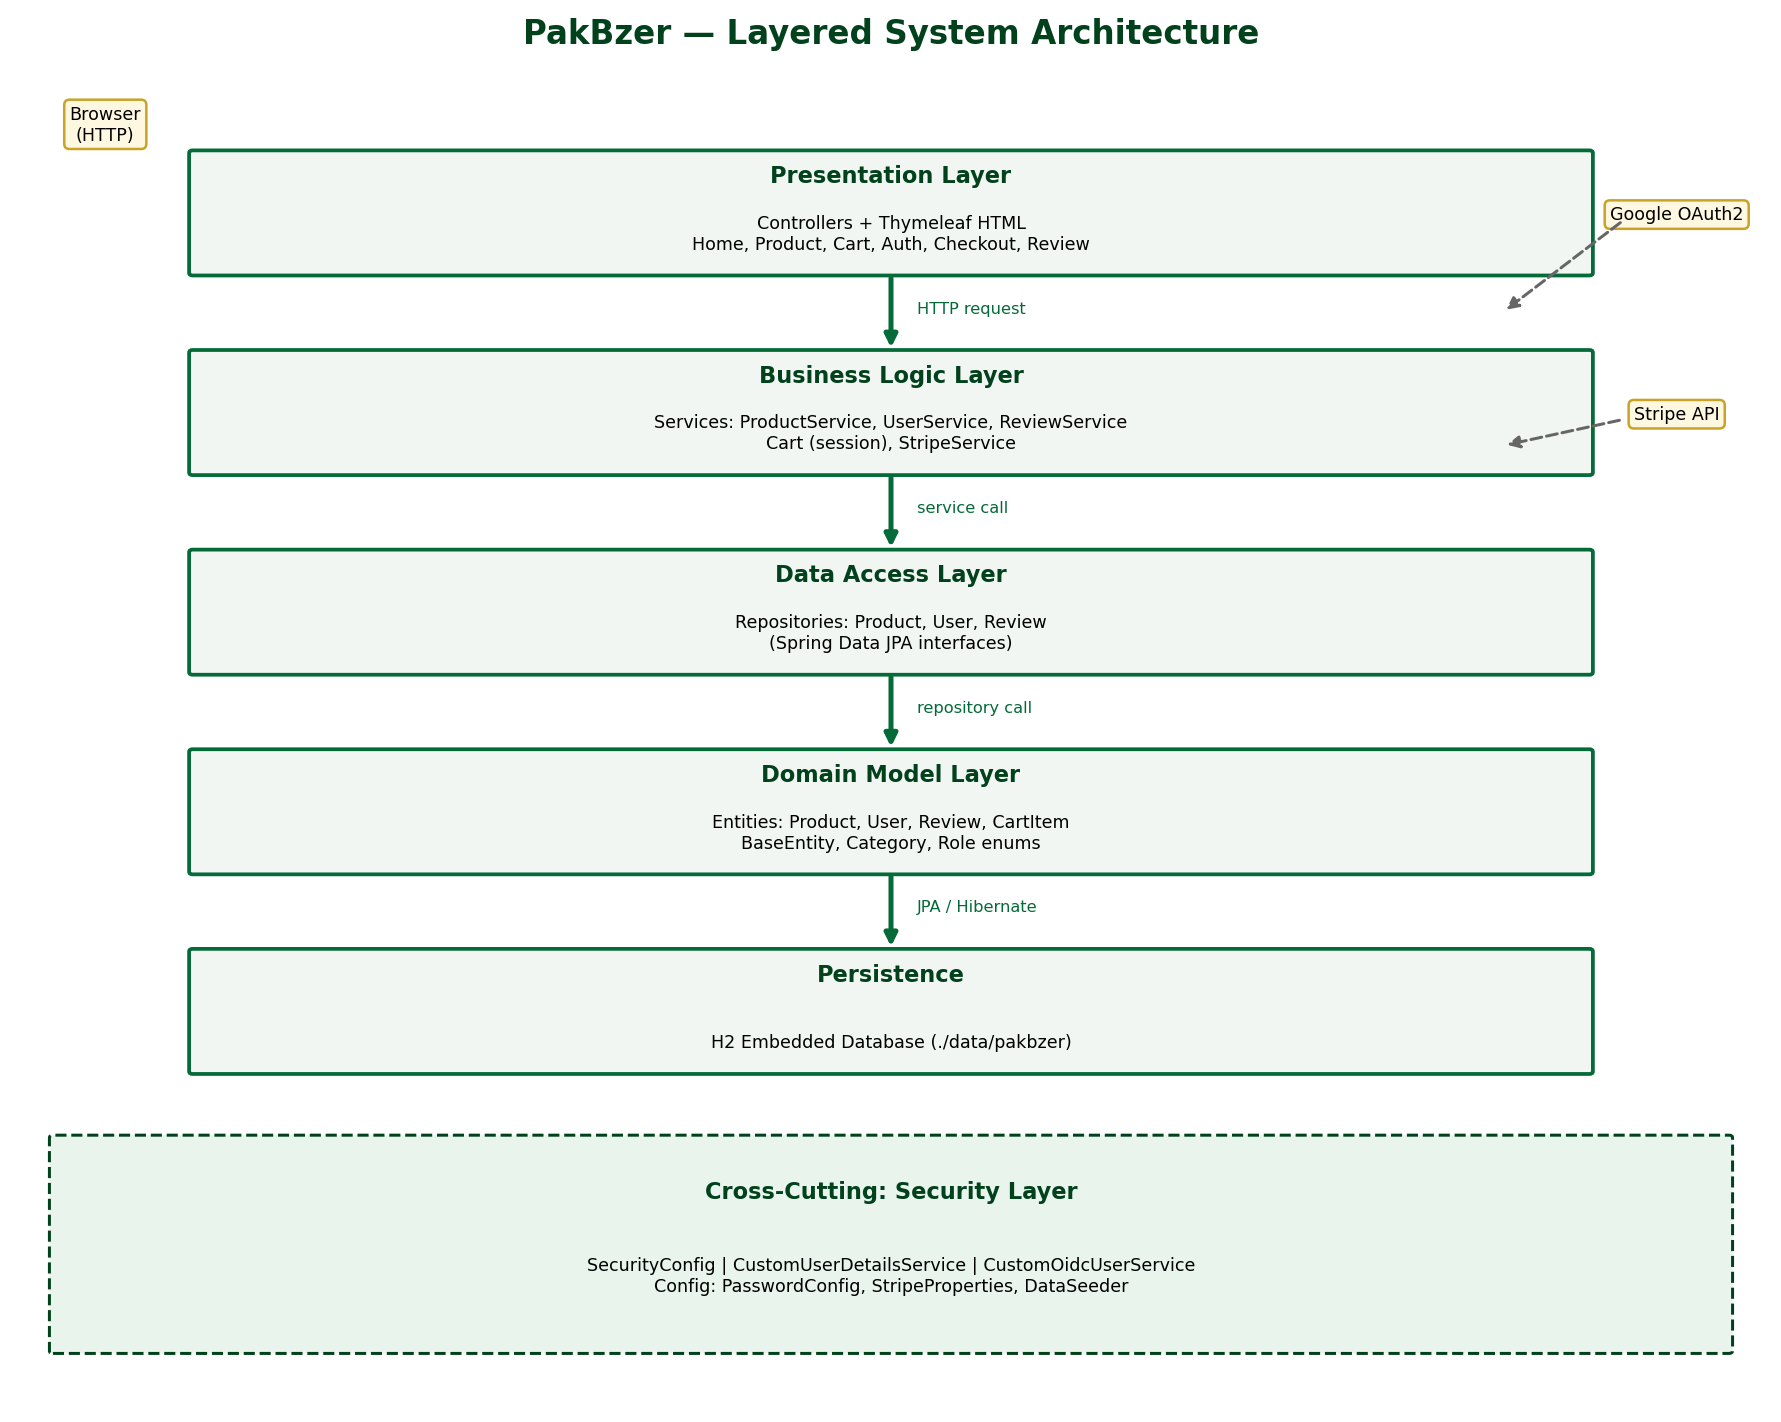 PakBzer — Layered System Architecture
Browser
(HTTP)
Presentation Layer
Controllers + Thymeleaf HTML
Home, Product, Cart, Auth, Checkout, Review
Google OAuth2
HTTP request
Business Logic Layer
Services: ProductService, UserService, ReviewService
Cart (session), StripeService
Stripe API
service call
Data Access Layer
Repositories: Product, User, Review
(Spring Data JPA interfaces)
repository call
Domain Model Layer
Entities: Product, User, Review, CartItem
BaseEntity, Category, Role enums
JPA / Hibernate
Persistence
H2 Embedded Database (./data/pakbzer)
Cross-Cutting: Security Layer
SecurityConfig | CustomUserDetailsService | CustomOidcUserService
Config: PasswordConfig, StripeProperties, DataSeeder